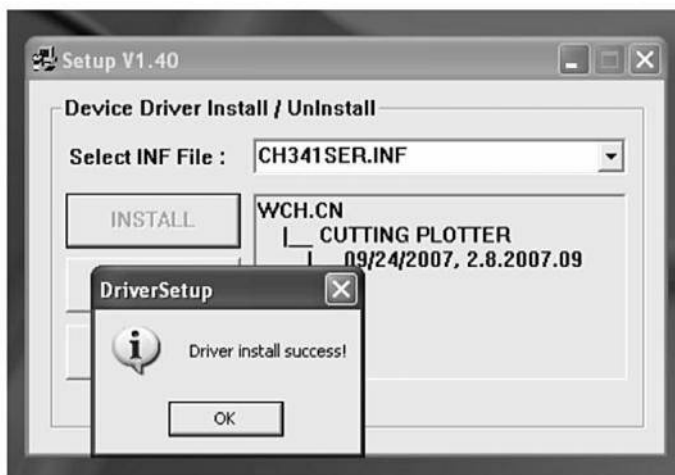 Setup V1.40
Device Driver Install / UnInstall
Select INF File :
CH341SER.INF
INSTALL
WCH.CN
|__ CUTTING PLOTTER
|__ 09/24/2007, 2.8.2007.09
DriverSetup
Driver install success!
OK